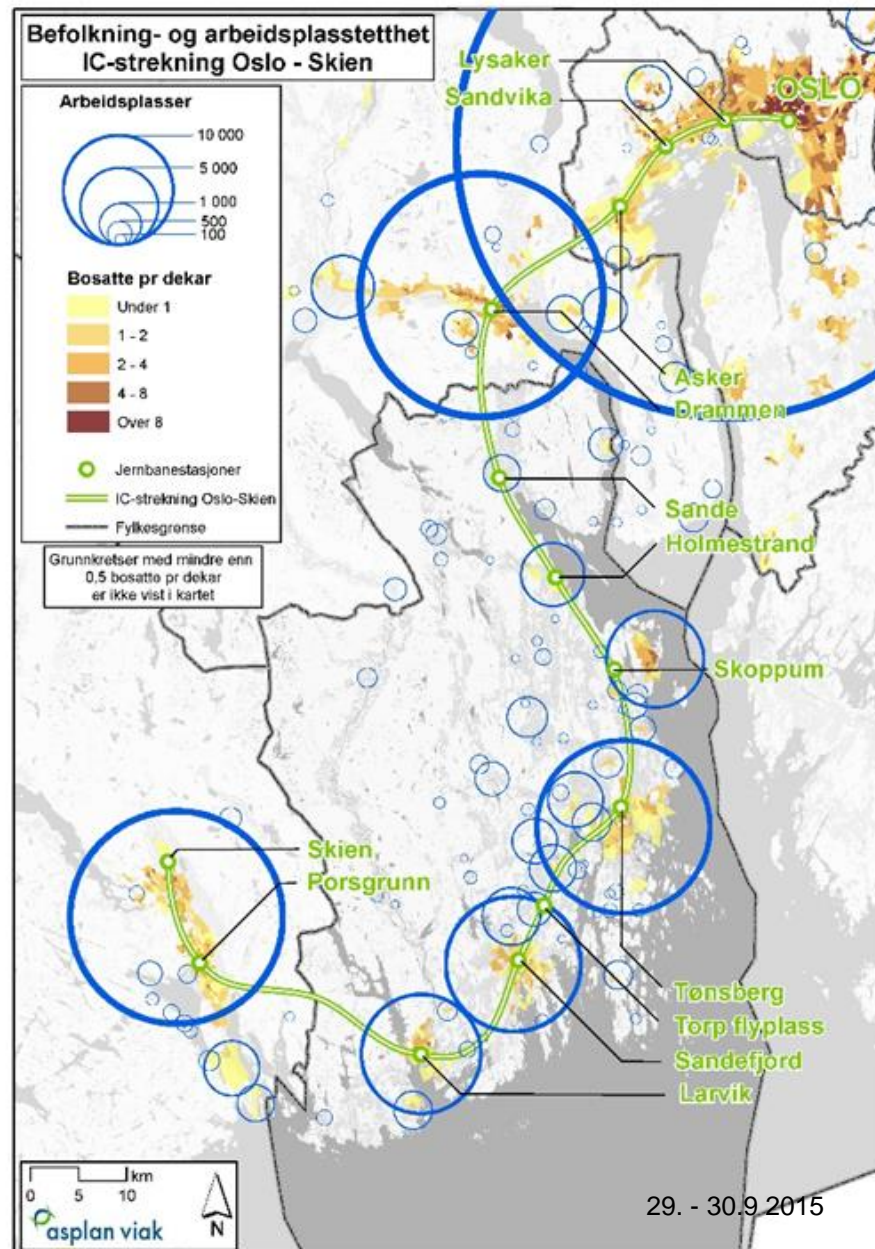 Befolkning- og arbeidsplasstetthet
IC-strekning Oslo - Skien
Arbeidsplasser
10 000
5 000
1 000
500
100
Bosatte pr dekar
Under 1
1 - 2
2 - 4
4 - 8
Over 8
Jernbanestasjoner
IC-strekning Oslo-Skien
Fylkesgrense
Grunnkretser med mindre enn
0.5 bosatte pr dekar
er ikke vist i kartet
Lysaker
Sandvika
OSLO
Asker
Drammen
Sande
Holmestrand
Skoppum
Skien
Porsgrunn
Tønsberg
Torp flyplass
Sandefjord
Larvik
km
0 5 10
asplan viak
N
29. - 30.9 2015